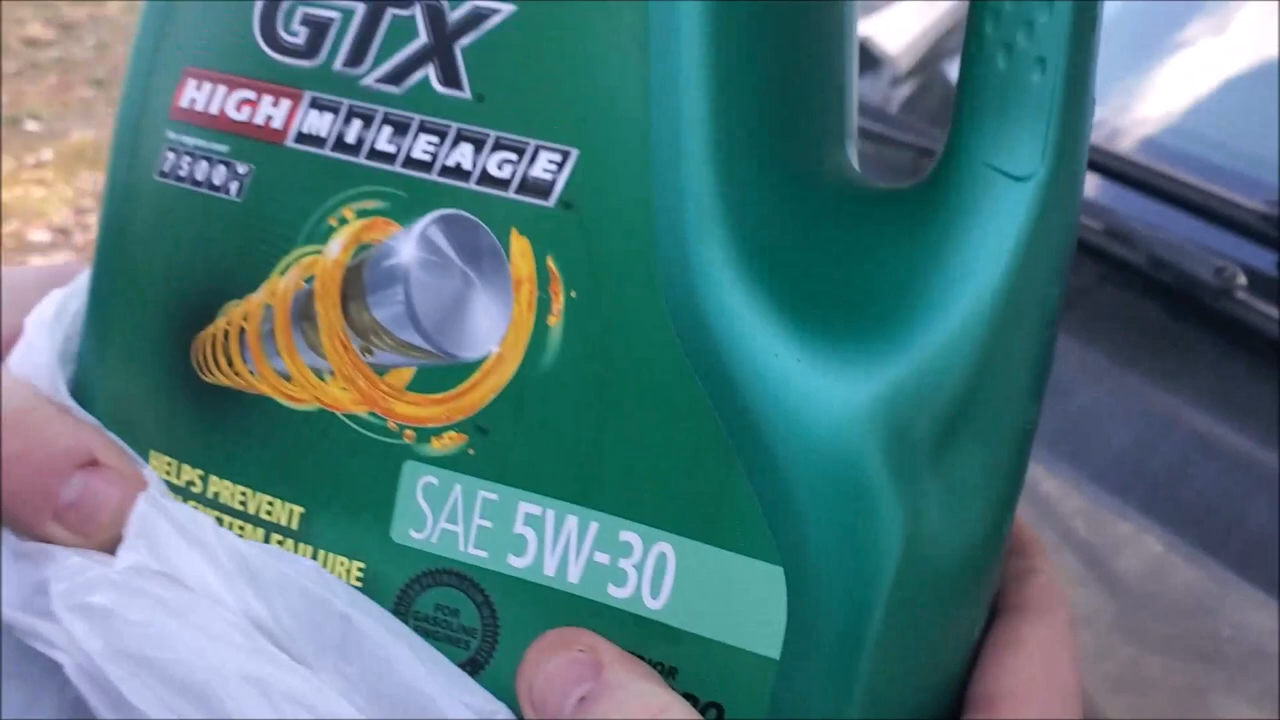 GTX
HIGH MILEAGE
7500
HELPS PREVENT
SYSTEM FAILURE
SAE 5W-30
FOR
GASOLINE
ENGINES